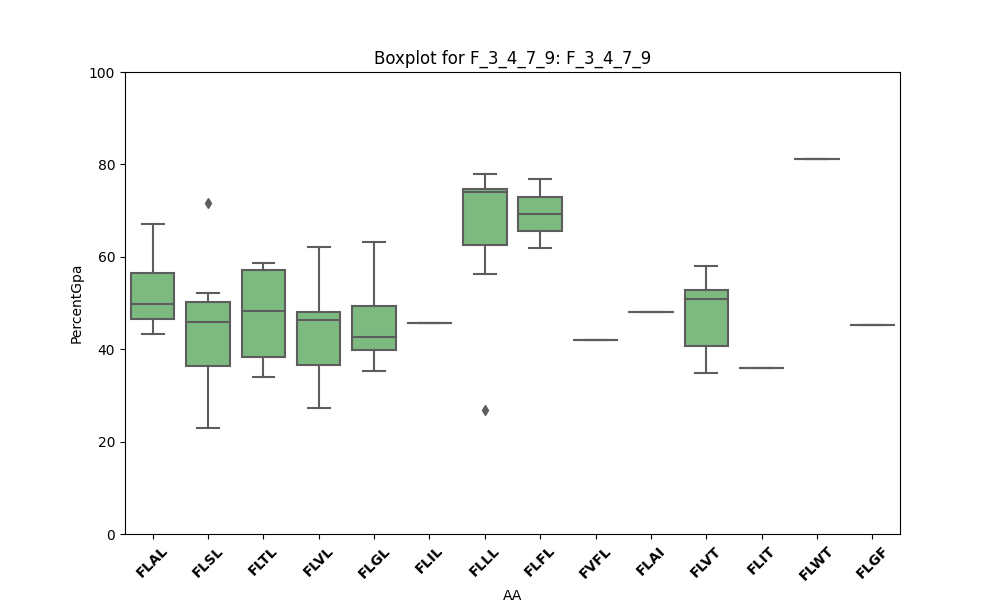 Boxplot for F_3_4_7_9: F_3_4_7_9
100
80
60
40
20
0
PercentGpa
FLAL FLSL FLTL FLVL FLGL FLIL FLLL FLFL FVFL FLAI FLVT FLIT FLWT FLGF
AA